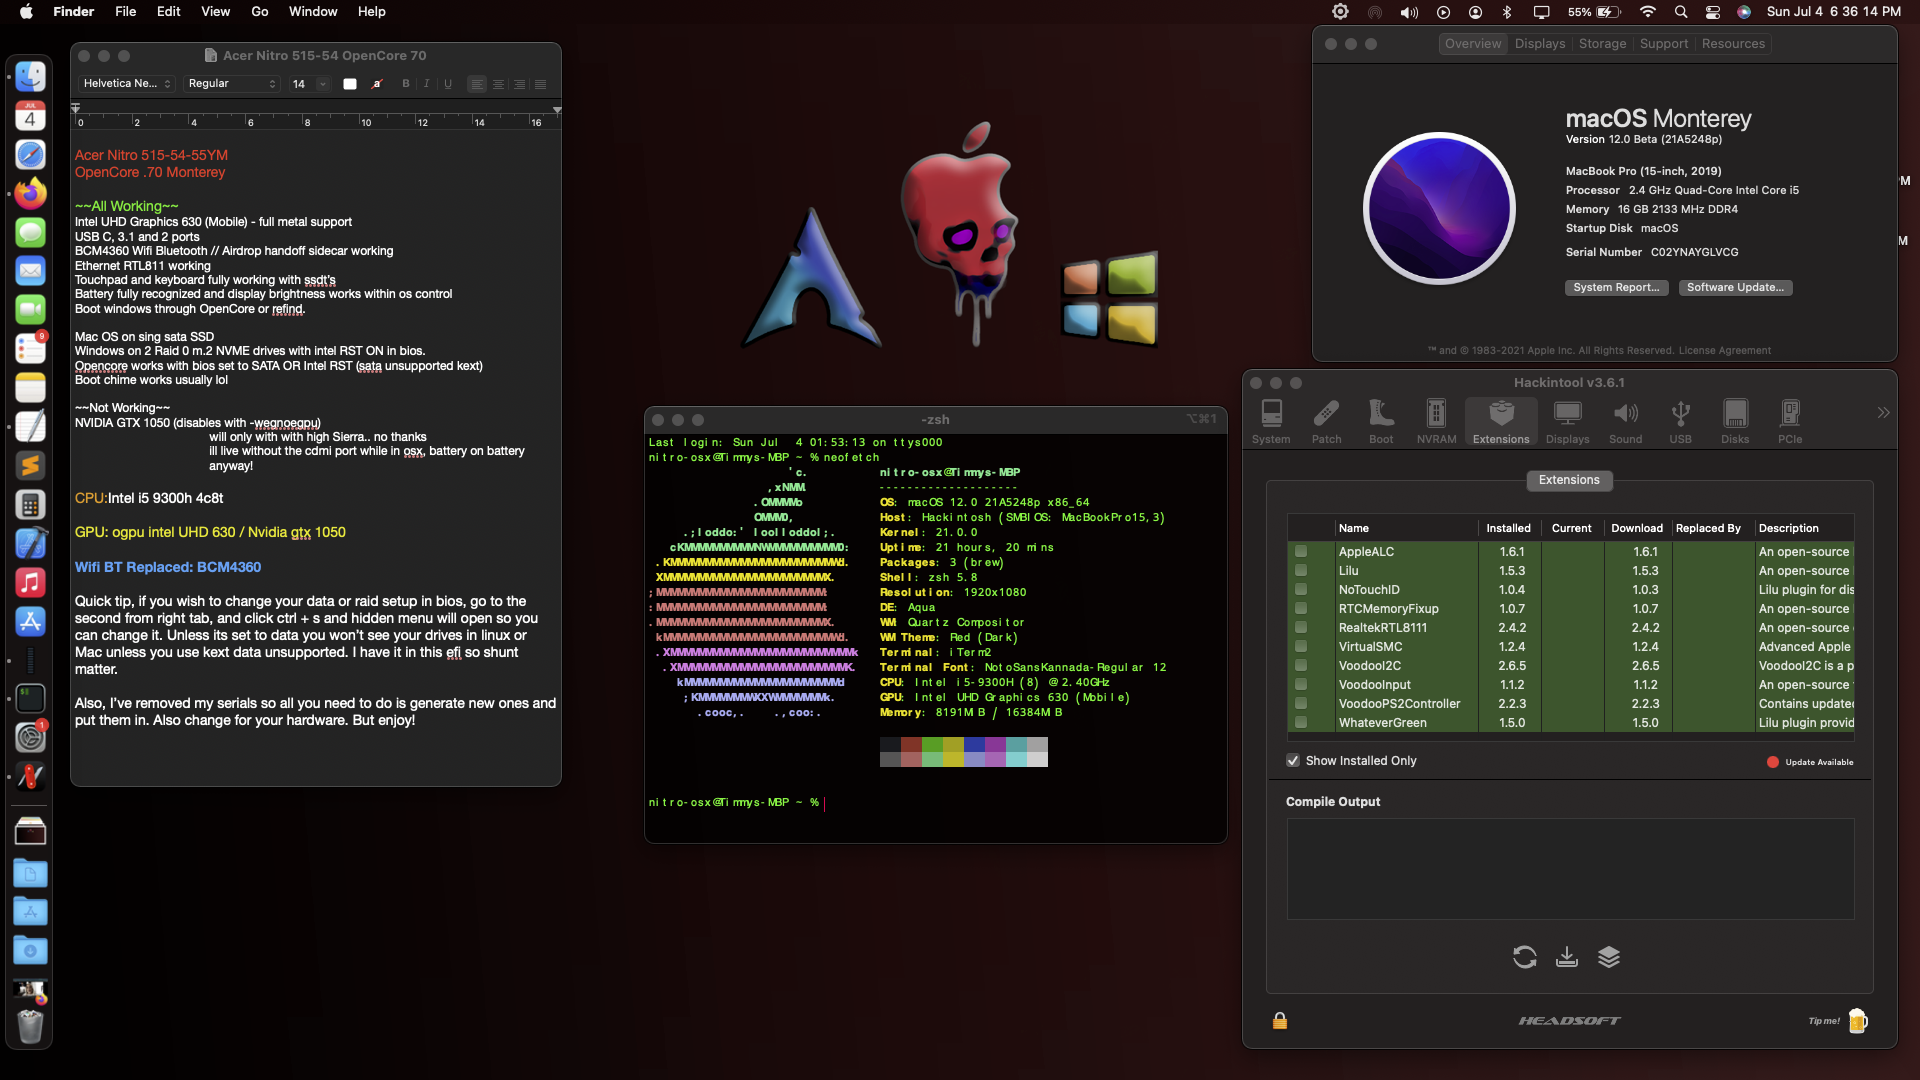 Finder File Edit View Go Window Help
55% Sun Jul 4 6 36 14 PM
JUL
4
9
1
Acer Nitro 515-54 OpenCore 70
Helvetica Ne... Regular 14 a B I U
0 2 4 6 8 10 12 14 16
Acer Nitro 515-54-55YM
OpenCore .70 Monterey
~~All Working~~
Intel UHD Graphics 630 (Mobile) - full metal support
USB C, 3.1 and 2 ports
BCM4360 Wifi Bluetooth // Airdrop handoff sidecar working
Ethernet RTL811 working
Touchpad and keyboard fully working with ssdt's
Battery fully recognized and display brightness works within os control
Boot windows through OpenCore or refind.
Mac OS on sing sata SSD
Windows on 2 Raid 0 m.2 NVME drives with intel RST ON in bios.
Opencore works with bios set to SATA OR Intel RST (sata unsupported kext)
Boot chime works usually lol
~~Not Working~~
NVIDIA GTX 1050 (disables with -wegnoegpu)
will only with with high Sierra.. no thanks
ill live without the cdmi port while in osx, battery on battery
anyway!
CPU:Intel i5 9300h 4c8t
GPU: ogpu intel UHD 630 / Nvidia gtx 1050
Wifi BT Replaced: BCM4360
Quick tip, if you wish to change your data or raid setup in bios, go to the
second from right tab, and click ctrl + s and hidden menu will open so you
can change it. Unless its set to data you won't see your drives in linux or
Mac unless you use kext data unsupported. I have it in this efi so shunt
matter.
Also, I've removed my serials so all you need to do is generate new ones and
put them in. Also change for your hardware. But enjoy!
-zsh ⌥⌘1
Last login: Sun Jul 4 01:53:13 on ttys000
nitro-osx@Timmys-MBP ~ % neofetch
'c. nitro-osx@Timmys-MBP
,xNMM. --------------------
.OMMMMo OS: macOS 12.0 21A5248p x86_64
OMMM0, Host: Hackintosh (SMBIOS: MacBookPro15,3)
.;loddo:' loolloddol;. Kernel: 21.0.0
cKMMMMMMMMMMNWMMMMMMMMMM0: Uptime: 21 hours, 20 mins
.KMMMMMMMMMMMMMMMMMMMMMMMWd. Packages: 3 (brew)
XMMMMMMMMMMMMMMMMMMMMMMMX. Shell: zsh 5.8
;MMMMMMMMMMMMMMMMMMMMMMMM: Resolution: 1920x1080
:MMMMMMMMMMMMMMMMMMMMMMMM: DE: Aqua
.MMMMMMMMMMMMMMMMMMMMMMMMX. WM: Quartz Compositor
kMMMMMMMMMMMMMMMMMMMMMMMMWd. WM Theme: Red (Dark)
.XMMMMMMMMMMMMMMMMMMMMMMMMMMk Terminal: iTerm2
.XMMMMMMMMMMMMMMMMMMMMMMMMK. Terminal Font: NotoSansKannada-Regular 12
kMMMMMMMMMMMMMMMMMMMMMMd CPU: Intel i5-9300H (8) @ 2.40GHz
;KMMMMMMMWXXWMMMMMMMk. GPU: Intel UHD Graphics 630 (Mobile)
.cooc,. .,coo:. Memory: 8191MiB / 16384MiB
nitro-osx@Timmys-MBP ~ %
Overview Displays Storage Support Resources
macOS Monterey
Version 12.0 Beta (21A5248p)
MacBook Pro (15-inch, 2019)
Processor 2.4 GHz Quad-Core Intel Core i5
Memory 16 GB 2133 MHz DDR4
Startup Disk macOS
Serial Number C02YNAYGLVCG
System Report... Software Update...
™ and © 1983-2021 Apple Inc. All Rights Reserved. License Agreement
M
M
Hackintool v3.6.1
System Patch Boot NVRAM Extensions Displays Sound USB Disks PCIe
Extensions
Name Installed Current Download Replaced By Description
AppleALC 1.6.1 1.6.1 An open-source
Lilu 1.5.3 1.5.3 An open-source
NoTouchID 1.0.4 1.0.3 Lilu plugin for dis
RTCMemoryFixup 1.0.7 1.0.7 An open-source
RealtekRTL8111 2.4.2 2.4.2 An open-source
VirtualSMC 1.2.4 1.2.4 Advanced Apple
VoodooI2C 2.6.5 2.6.5 VoodooI2C is a p
VoodooInput 1.1.2 1.1.2 An open-source
VoodooPS2Controller 2.2.3 2.2.3 Contains update
WhateverGreen 1.5.0 1.5.0 Lilu plugin provid
Show Installed Only Update Available
Compile Output
HEADSOFT Tip me!